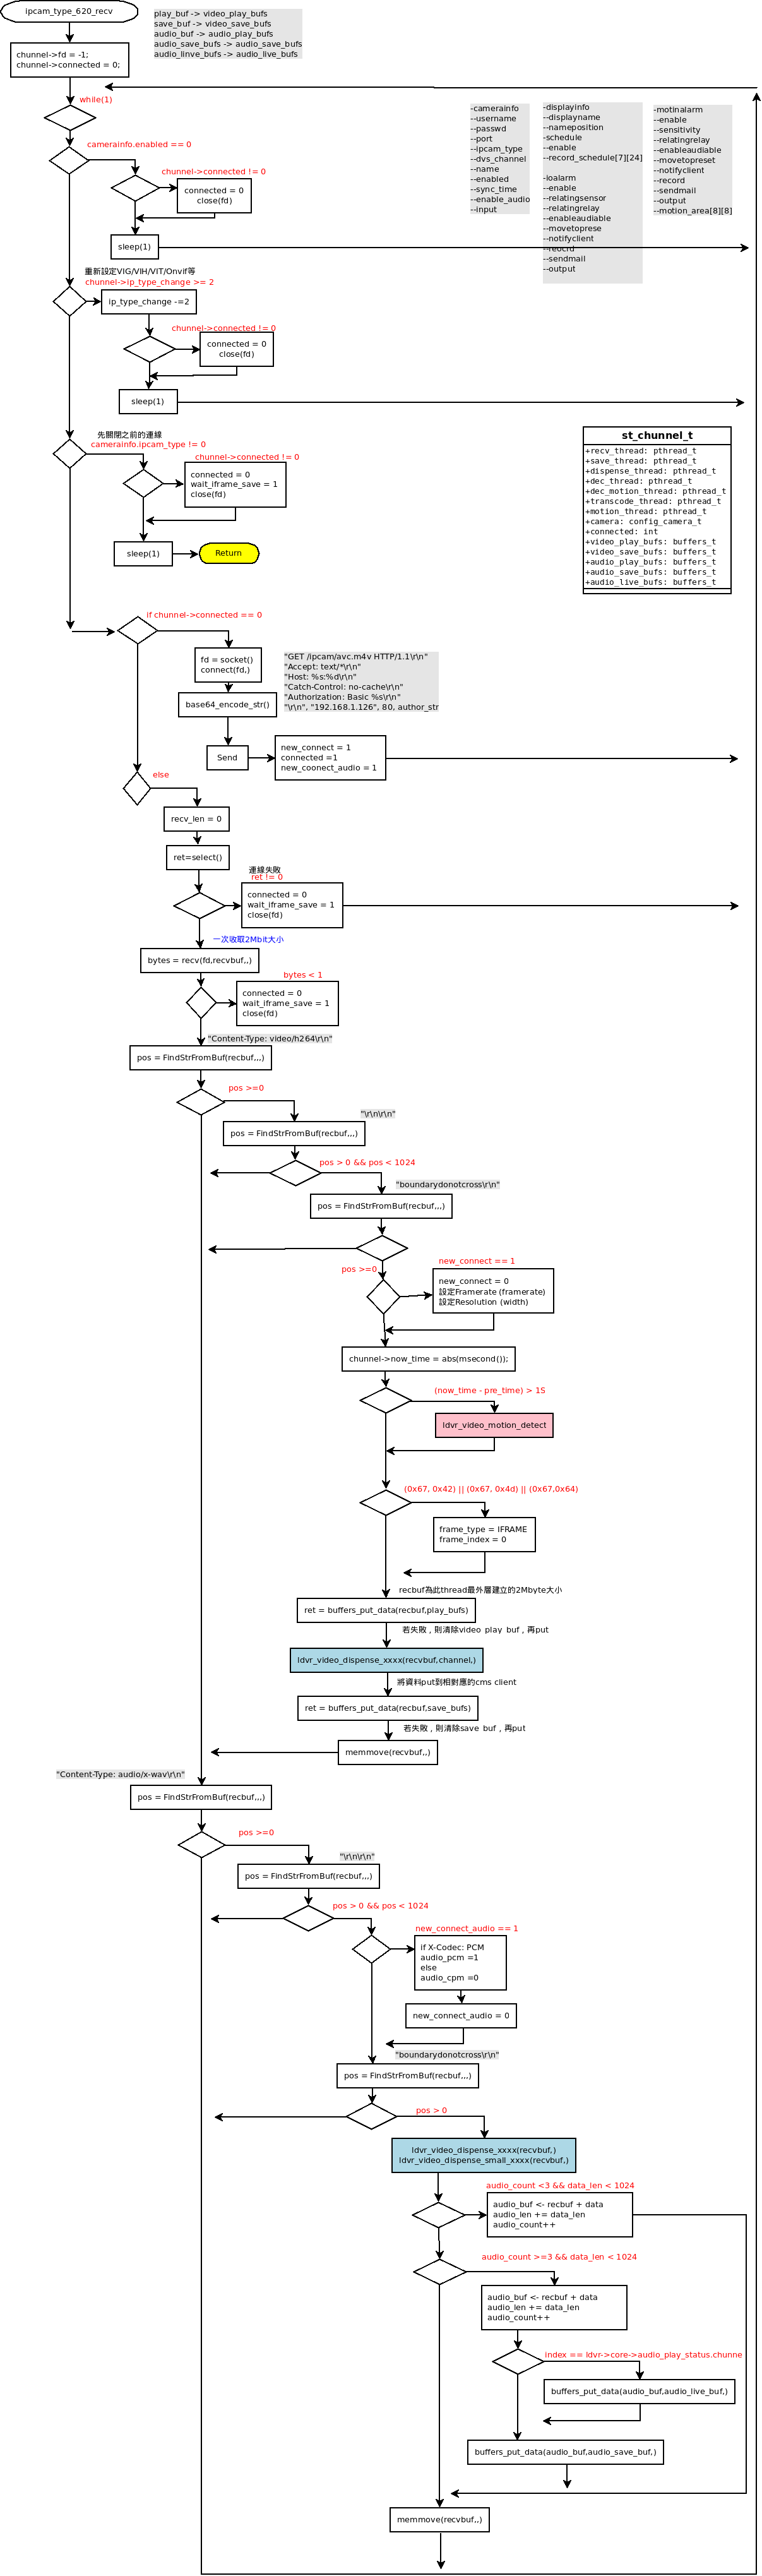 ipcam_type_620_recv
play_buf -> video_play_bufs
save_buf -> video_save_bufs
audio_buf -> audio_play_bufs
audio_save_bufs -> audio_save_bufs
audio_linve_bufs -> audio_live_bufs
chunnel->fd = -1;
chunnel->connected = 0;
while(1)
-camerainfo
--username
--passwd
--port
--ipcam_type
--dvs_channel
--name
--enabled
--sync_time
--enable_audio
--input
-displayinfo
--displayname
--nameposition
-schedule
--enable
--record_schedule[7][24]
-ioalarm
--enable
--relatingsensor
--relatingrelay
--enableaudiable
--movetoprese
--notifyclient
--reocrd
--sendmail
--output
-motinalarm
--enable
--sensitivity
--relatingrelay
--enableaudiable
--movetopreset
--notifyclient
--record
--sendmail
--output
--motion_area[8][8]
camerainfo.enabled == 0
chunnel->connected != 0
connected = 0
close(fd)
sleep(1)
重新設定VIG/VIH/VIT/Onvif等
chunnel->ip_type_change >= 2
ip_type_change -=2
chunnel->connected != 0
connected = 0
close(fd)
sleep(1)
先關閉之前的連線
camerainfo.ipcam_type != 0
chunnel->connected != 0
connected = 0
wait_iframe_save = 1
close(fd)
sleep(1)
Return
st_chunnel_t
+recv_thread: pthread_t
+save_thread: pthread_t
+dispense_thread: pthread_t
+dec_thread: pthread_t
+dec_motion_thread: pthread_t
+transcode_thread: pthread_t
+motion_thread: pthread_t
+camera: config_camera_t
+connected: int
+video_play_bufs: buffers_t
+video_save_bufs: buffers_t
+audio_play_bufs: buffers_t
+audio_save_bufs: buffers_t
+audio_live_bufs: buffers_t
if chunnel->connected == 0
fd = socket()
connect(fd,)
"GET /ipcam/avc.m4v HTTP/1.1\r\n"
"Accept: text/*\r\n"
"Host: %s:%d\r\n"
"Catch-Control: no-cache\r\n"
"Authorization: Basic %s\r\n"
"\r\n", "192.168.1.126", 80, author_str
base64_encode_str()
Send
new_connect = 1
connected =1
new_coonect_audio = 1
else
recv_len = 0
ret=select()
連線失敗
ret != 0
connected = 0
wait_iframe_save = 1
close(fd)
一次收取2Mbit大小
bytes = recv(fd,recvbuf,,)
bytes < 1
connected = 0
wait_iframe_save = 1
close(fd)
"Content-Type: video/h264\r\n"
pos = FindStrFromBuf(recbuf,,,)
pos >=0
"\r\n\r\n"
pos = FindStrFromBuf(recbuf,,,)
pos > 0 && pos < 1024
"boundarydonotcross\r\n"
pos = FindStrFromBuf(recbuf,,,)
pos >=0
new_connect == 1
new_connect = 0
設定Framerate (framerate)
設定Resolution (width)
chunnel->now_time = abs(msecond());
(now_time - pre_time) > 1S
ldvr_video_motion_detect
(0x67, 0x42) || (0x67, 0x4d) || (0x67,0x64)
frame_type = IFRAME
frame_index = 0
recbuf為此thread最外層建立的2Mbyte大小
ret = buffers_put_data(recbuf,play_bufs)
若失敗 , 則清除video play buf , 再put
ldvr_video_dispense_xxxx(recvbuf,channel,)
將資料put到相對應的cms client
ret = buffers_put_data(recbuf,save_bufs)
若失敗 , 則清除save buf , 再put
memmove(recvbuf,,)
"Content-Type: audio/x-wav\r\n"
pos = FindStrFromBuf(recbuf,,,)
pos >=0
"\r\n\r\n"
pos = FindStrFromBuf(recbuf,,,)
pos > 0 && pos < 1024
new_connect_audio == 1
if X-Codec: PCM
audio_pcm =1
else
audio_cpm =0
new_connect_audio = 0
"boundarydonotcross\r\n"
pos = FindStrFromBuf(recbuf,,,)
pos > 0
ldvr_video_dispense_xxxx(recvbuf,)
ldvr_video_dispense_small_xxxx(recvbuf,)
audio_count <3 && data_len < 1024
audio_buf <- recbuf + data
audio_len += data_len
audio_count++
audio_count >=3 && data_len < 1024
audio_buf <- recbuf + data
audio_len += data_len
audio_count++
index == ldvr->core->audio_play_status.chunne
buffers_put_data(audio_buf,audio_live_buf,)
buffers_put_data(audio_buf,audio_save_buf,)
memmove(recvbuf,,)